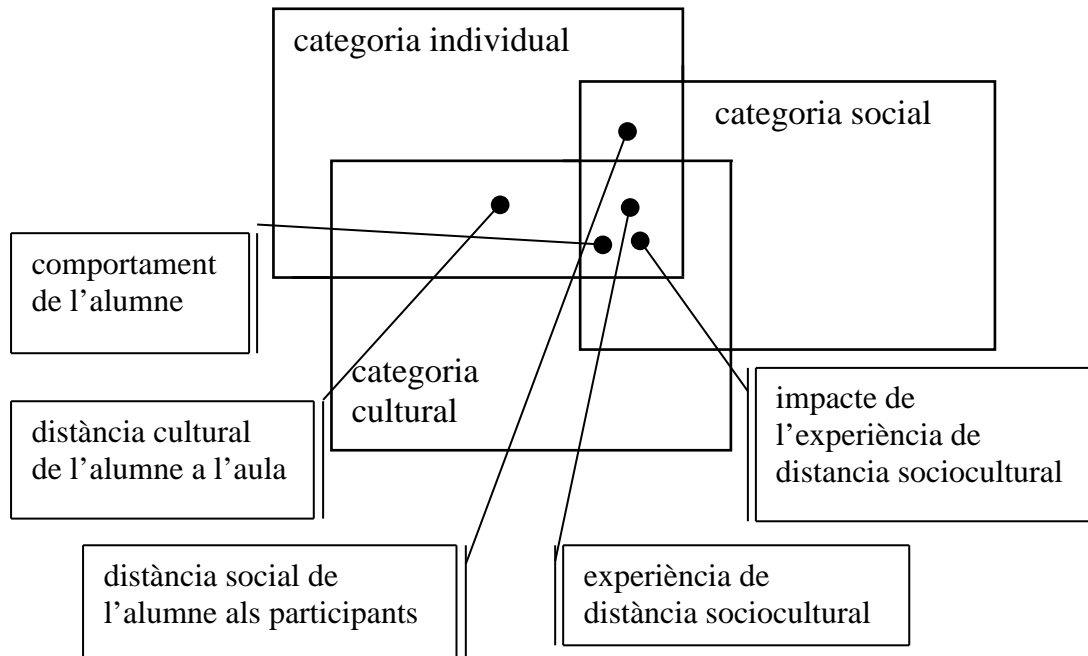 categoria individual
categoria social
comportament
de l’alumne
categoria
cultural
distància cultural
de l’alumne a l’aula
impacte de
l’experiència de
distancia sociocultural
distància social de
l’alumne als participants
experiència de
distància sociocultural